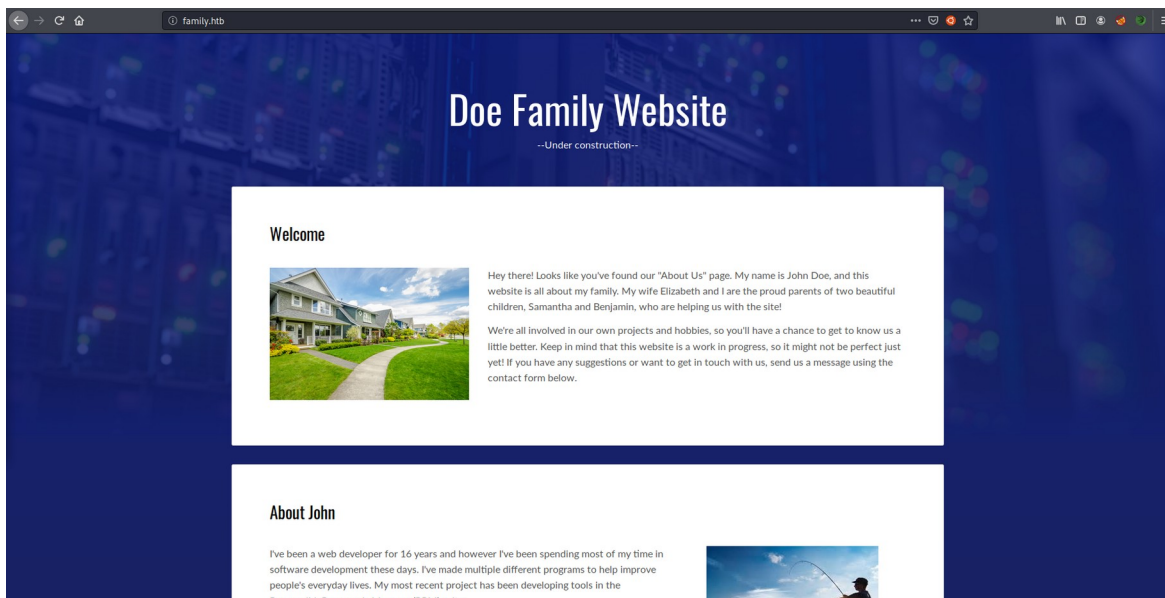 family.htb
Doe Family Website
--Under construction--
Welcome
Hey there! Looks like you've found our "About Us" page. My name is John Doe, and this
website is all about my family. My wife Elizabeth and I are the proud parents of two beautiful
children, Samantha and Benjamin, who are helping us with the site!
We're all involved in our own projects and hobbies, so you'll have a chance to get to know us a
little better. Keep in mind that this website is a work in progress, so it might not be perfect just
yet! If you have any suggestions or want to get in touch with us, send us a message using the
contact form below.
About John
I've been a web developer for 16 years and however I've been spending most of my time in
software development these days. I've made multiple different programs to help improve
people's everyday lives. My most recent project has been developing tools in the